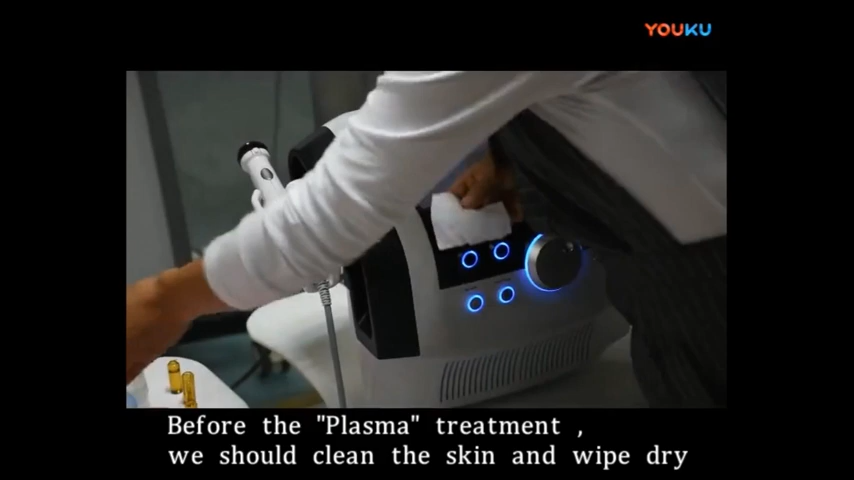 YOUKU
Before the "Plasma" treatment ,
we should clean the skin and wipe dry